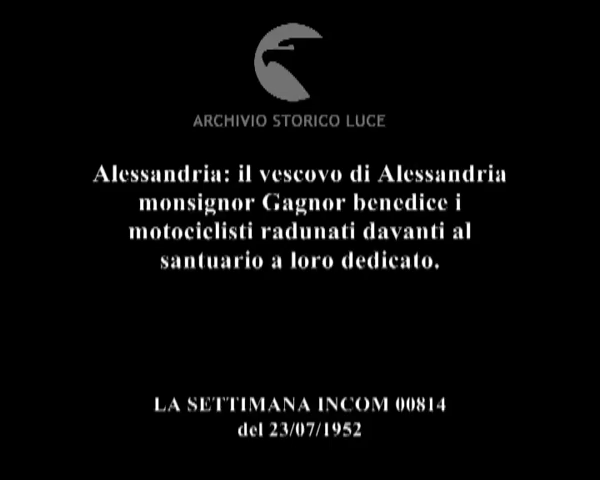 ARCHIVIO STORICO LUCE
Alessandria: il vescovo di Alessandria
monsignor Gagnor benedice i
motociclisti radunati davanti al
santuario a loro dedicato.
LA SETTIMANA INCOM 00814
del 23/07/1952